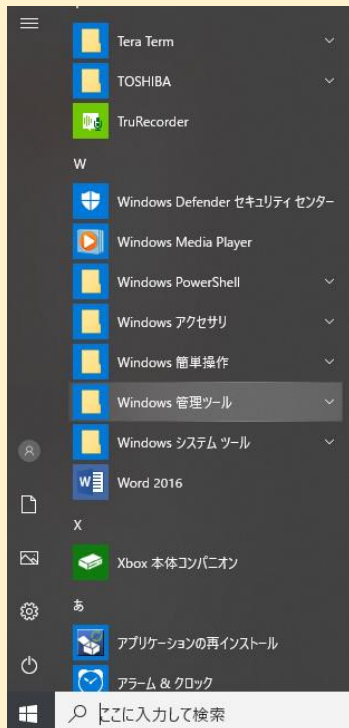 Tera Term
TOSHIBA
TruRecorder
W
Windows Defender セキュリティ センター
Windows Media Player
Windows PowerShell
Windows アクセサリ
Windows 簡単操作
Windows 管理ツール
Windows システム ツール
Word 2016
X
Xbox 本体コンパニオン
あ
アプリケーションの再インストール
アラーム & クロック
ここに入力して検索